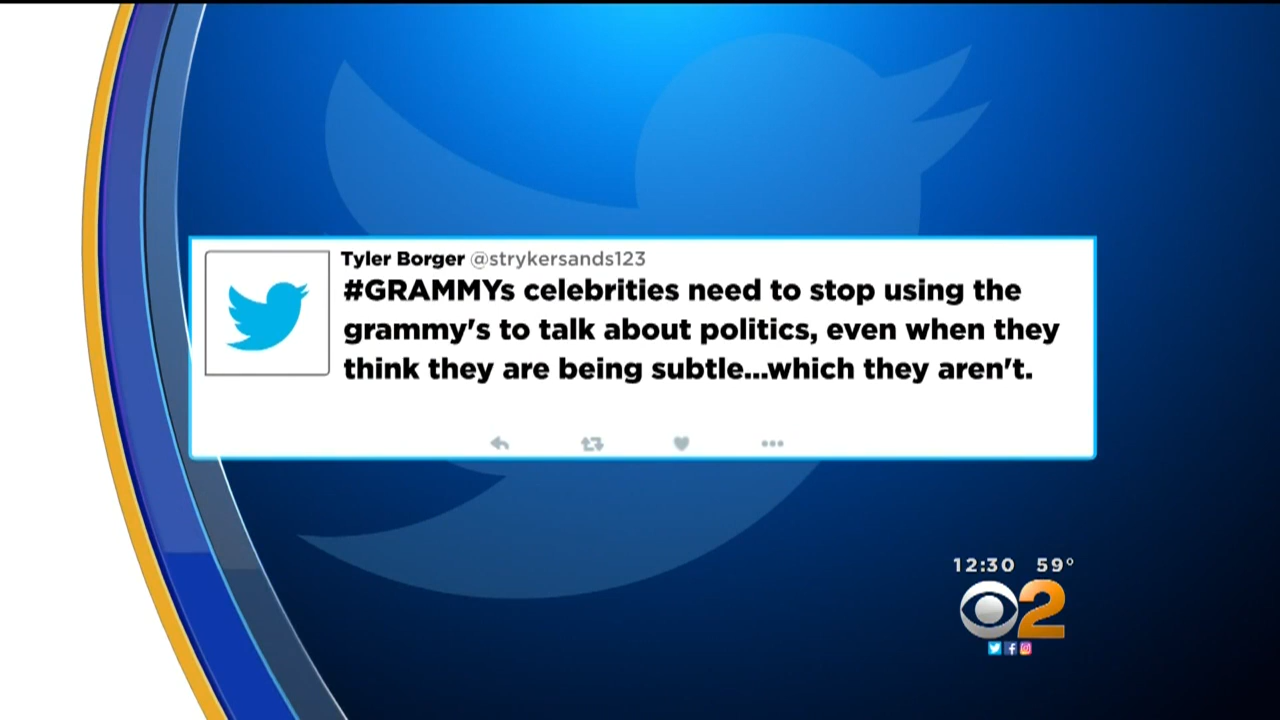 Tyler Borger @strykersands123
#GRAMMYs celebrities need to stop using the
grammy's to talk about politics, even when they
think they are being subtle...which they aren't.
12:30 59°
2